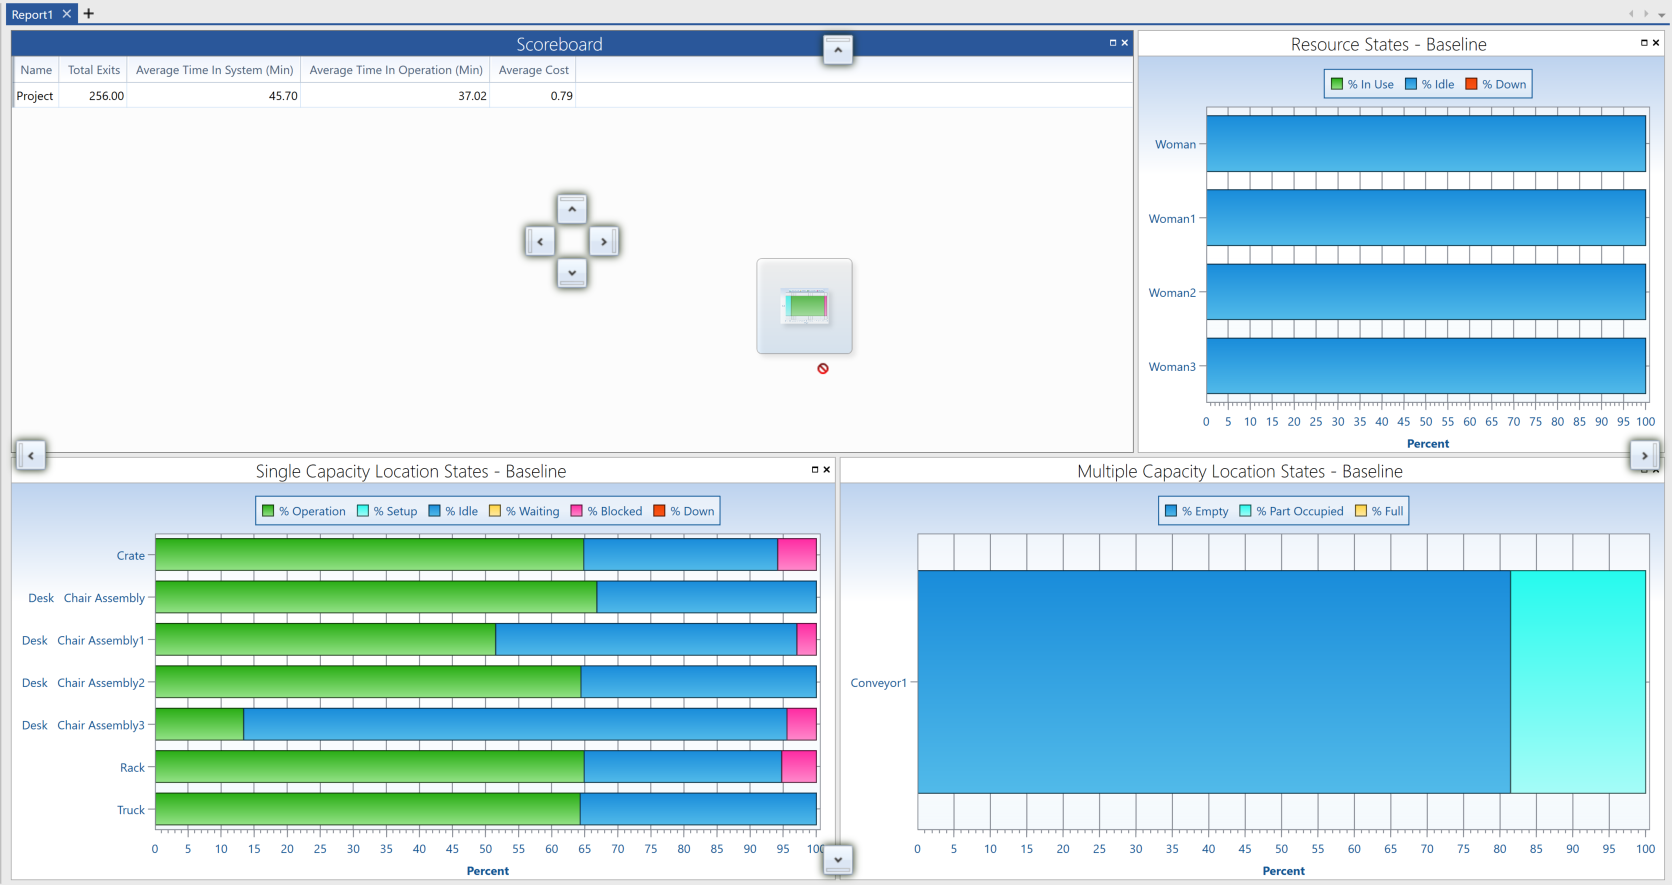 Report1
Scoreboard
Name Total Exits Average Time In System (Min) Average Time In Operation (Min) Average Cost
Project 256.00 45.70 37.02 0.79
Resource States - Baseline
% In Use % Idle % Down
Woman
Woman1
Woman2
Woman3
0 5 10 15 20 25 30 35 40 45 50 55 60 65 70 75 80 85 90 95 100
Percent
Single Capacity Location States - Baseline
% Operation % Setup % Idle % Waiting % Blocked % Down
Crate
Desk Chair Assembly
Desk Chair Assembly1
Desk Chair Assembly2
Desk Chair Assembly3
Rack
Truck
0 5 10 15 20 25 30 35 40 45 50 55 60 65 70 75 80 85 90 95 100
Percent
Multiple Capacity Location States - Baseline
% Empty % Part Occupied % Full
Conveyor1
0 5 10 15 20 25 30 35 40 45 50 55 60 65 70 75 80 85 90 95 100
Percent